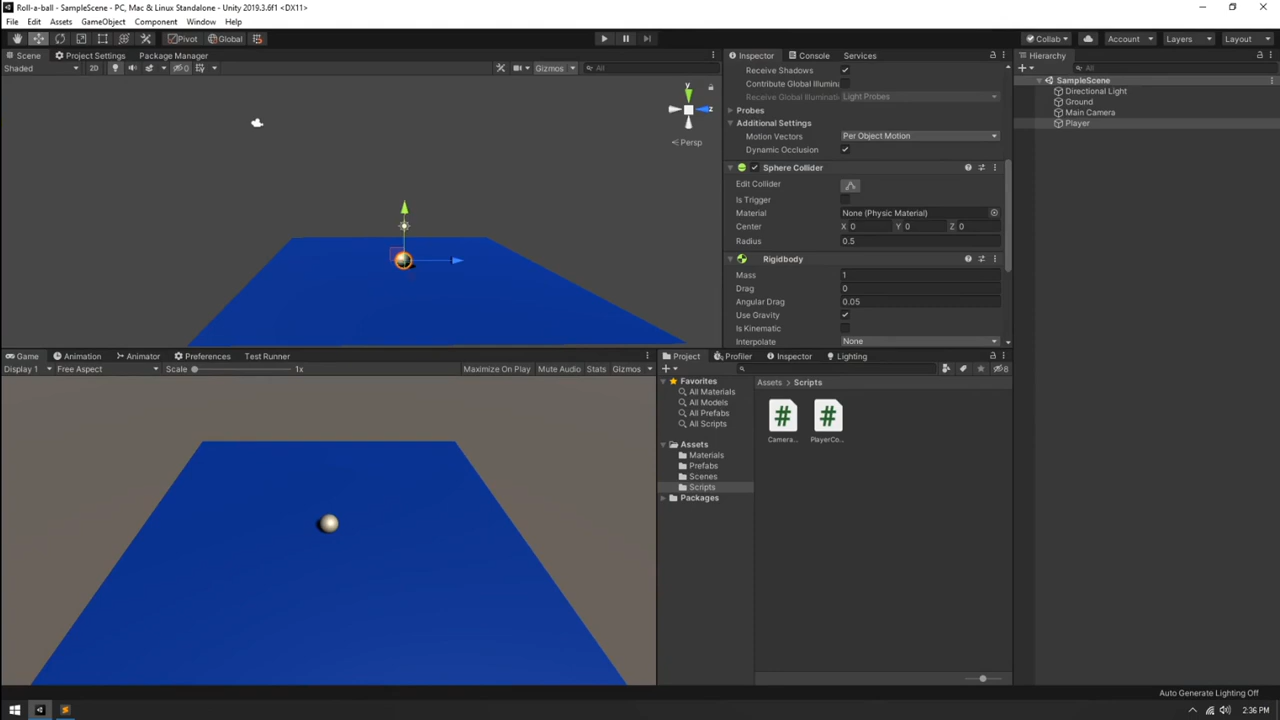 Roll-a-ball - SampleScene - PC, Mac & Linux Standalone - Unity 2019.3.6f1 <DX11>
File Edit Assets GameObject Component Window Help
Pivot Global Collab Account Layers Layout
Scene Project Settings Package Manager
Shaded 2D 0 Gizmos All
y
z
Persp
Inspector Console Services
Receive Shadows
Contribute Global Illumina
Receive Global Illuminati Light Probes
Probes
Additional Settings
Motion Vectors Per Object Motion
Dynamic Occlusion
Sphere Collider
Edit Collider
Is Trigger
Material None (Physic Material)
Center X 0 Y 0 Z 0
Radius 0.5
Rigidbody
Mass 1
Drag 0
Angular Drag 0.05
Use Gravity
Is Kinematic
Interpolate None
Hierarchy
All
SampleScene
Directional Light
Ground
Main Camera
Player
Game Animation Animator Preferences Test Runner
Display 1 Free Aspect Scale 1x Maximize On Play Mute Audio Stats Gizmos
Project Profiler Inspector Lighting
8
Favorites
All Materials
All Models
All Prefabs
All Scripts
Assets
Materials
Prefabs
Scenes
Scripts
Packages
Assets > Scripts
# #
Camera... PlayerCo...
Auto Generate Lighting Off
2:36 PM